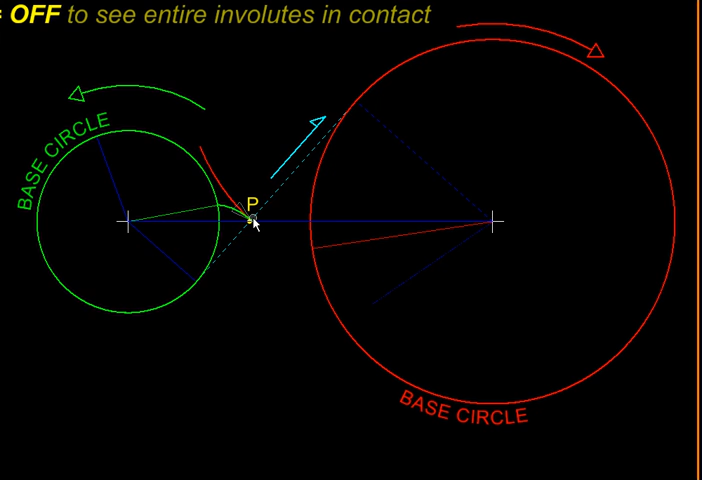 = OFF to see entire involutes in contact
BASE CIRCLE
P
BASE CIRCLE